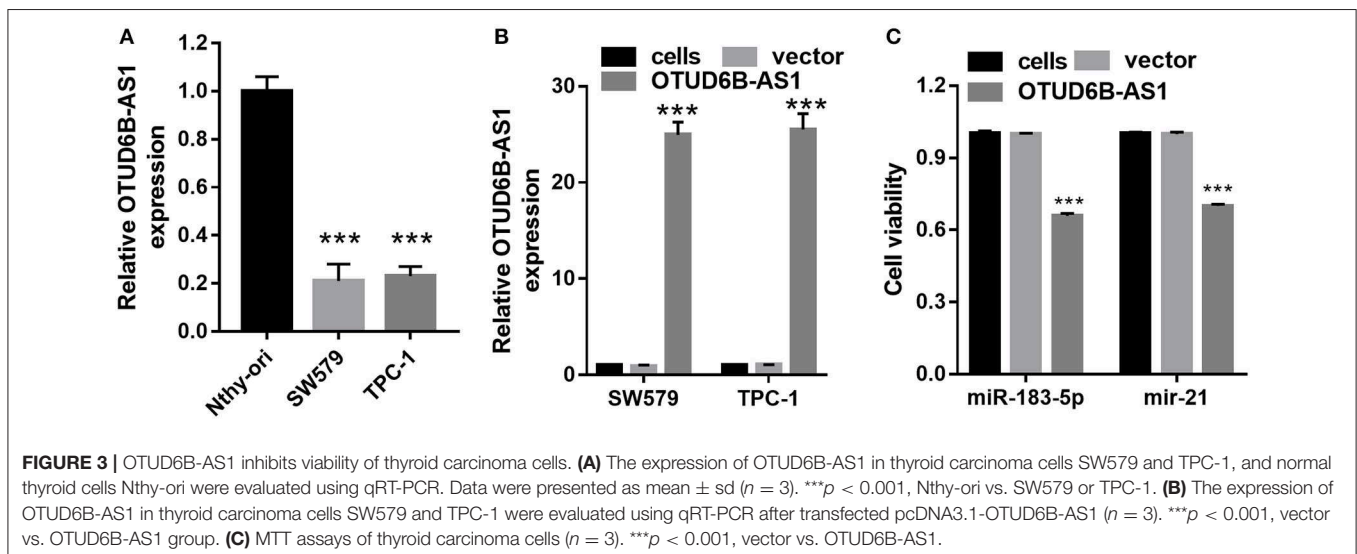 A
Relative OTUD6B-AS1
expression
1.2
1.0
0.8
0.6
0.4
0.2
0.0
***
***
Nthy-ori
SW579
TPC-1
B
cells
vector
OTUD6B-AS1
Relative OTUD6B-AS1
expression
30
20
10
0
***
***
SW579
TPC-1
C
cells
vector
OTUD6B-AS1
Cell viability
1.2
0.9
0.6
0.3
0.0
***
***
miR-183-5p
mir-21
FIGURE 3 | OTUD6B-AS1 inhibits viability of thyroid carcinoma cells. (A) The expression of OTUD6B-AS1 in thyroid carcinoma cells SW579 and TPC-1, and normal
thyroid cells Nthy-ori were evaluated using qRT-PCR. Data were presented as mean ± sd (n = 3). ***p < 0.001, Nthy-ori vs. SW579 or TPC-1. (B) The expression of
OTUD6B-AS1 in thyroid carcinoma cells SW579 and TPC-1 were evaluated using qRT-PCR after transfected pcDNA3.1-OTUD6B-AS1 (n = 3). ***p < 0.001, vector
vs. OTUD6B-AS1 group. (C) MTT assays of thyroid carcinoma cells (n = 3). ***p < 0.001, vector vs. OTUD6B-AS1.